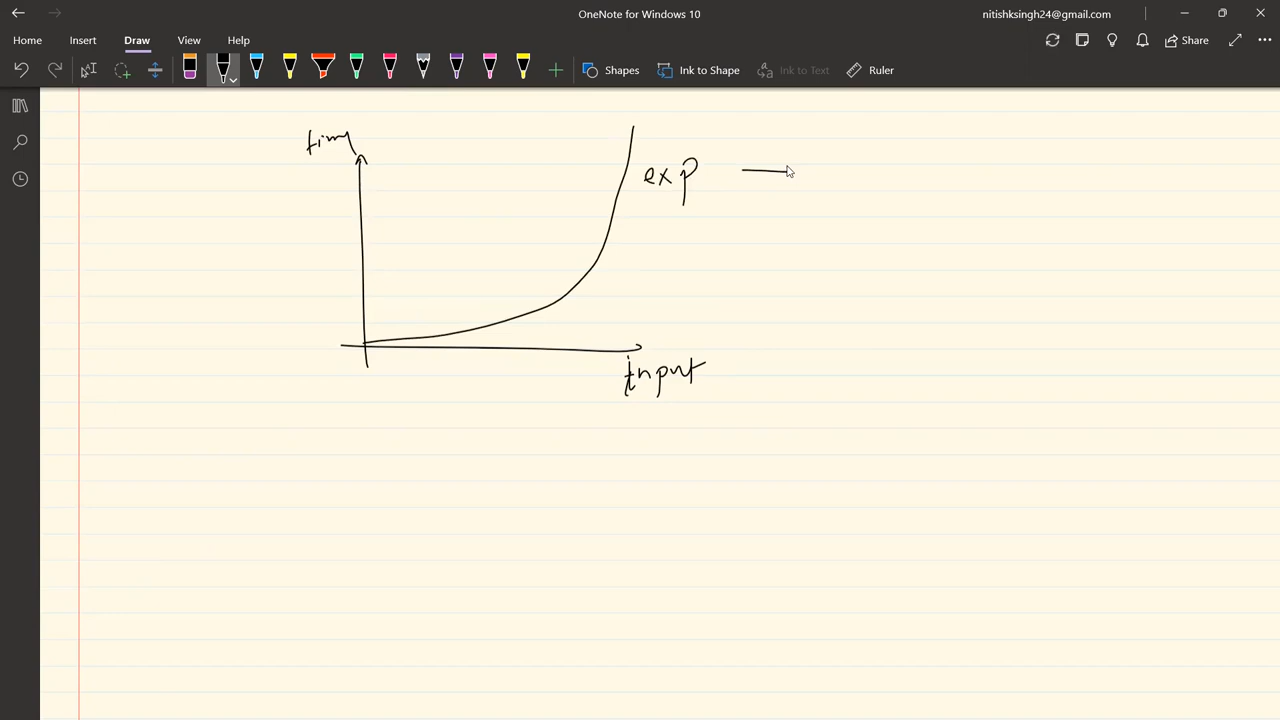 OneNote for Windows 10
nitishksingh24@gmail.com
Home Insert Draw View Help
Share
Shapes Ink to Shape Ink to Text Ruler
time
exp
input